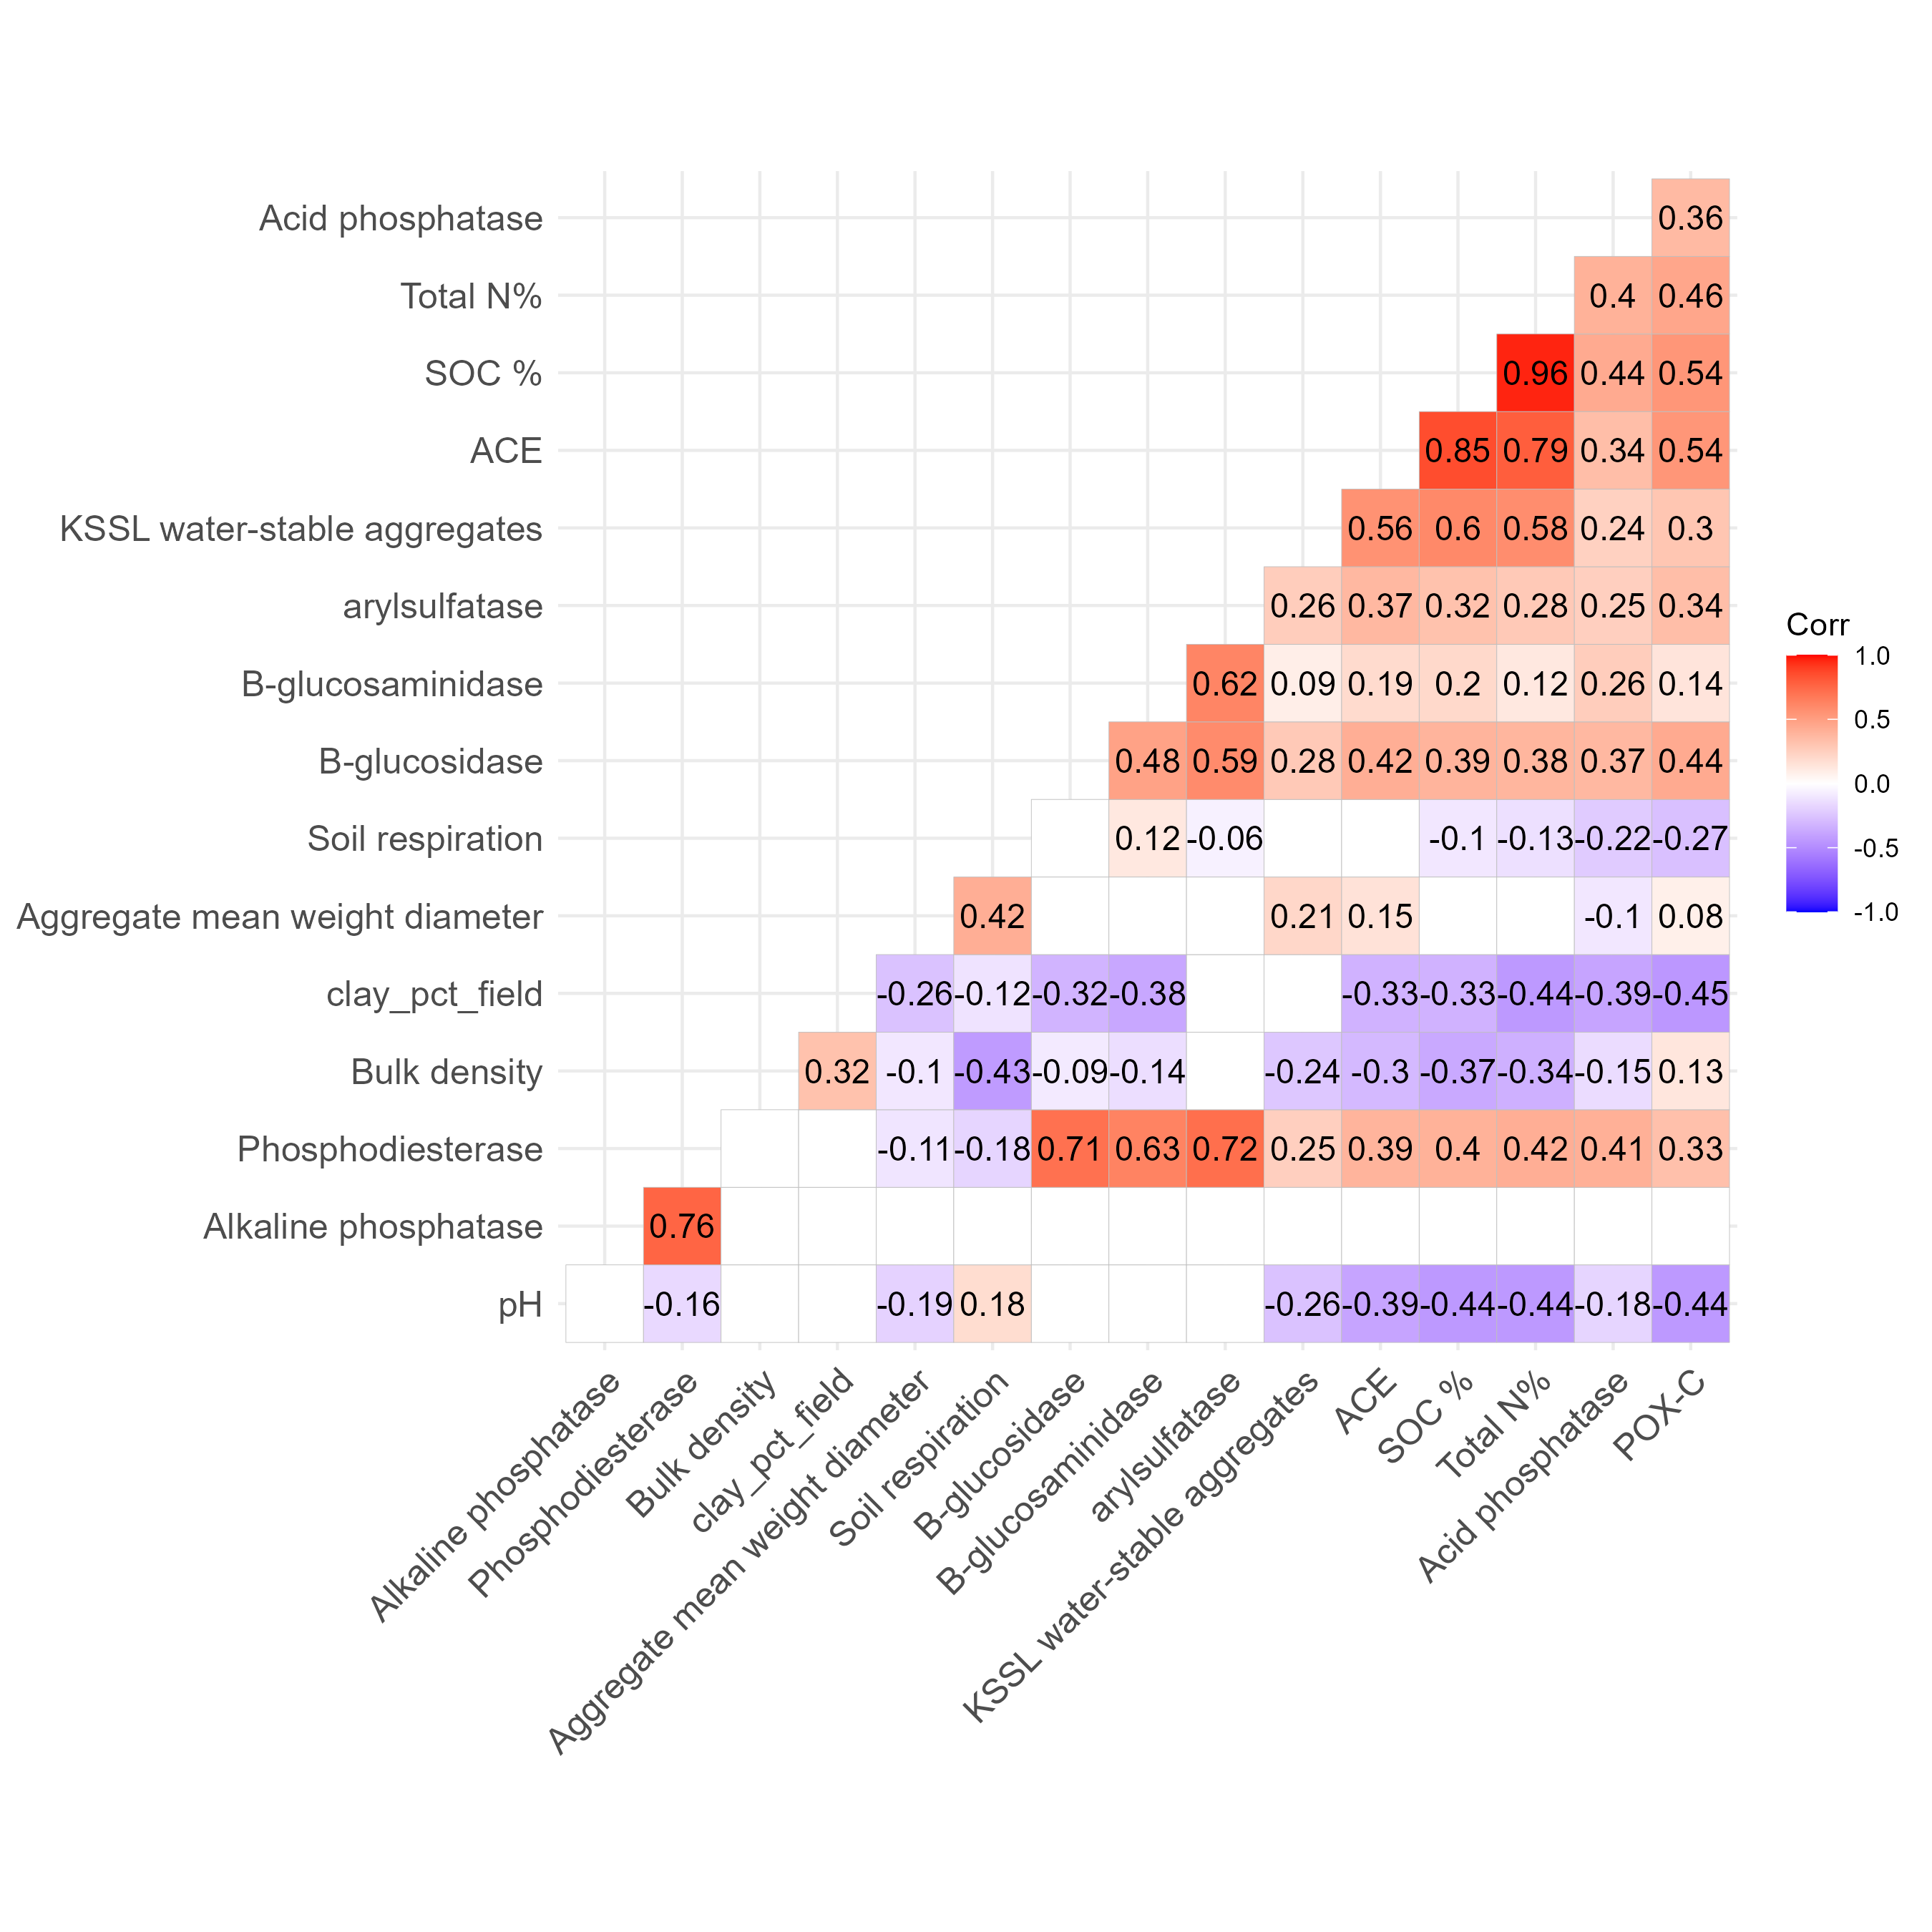 Acid phosphatase 0.36
Total N% 0.4 0.46
SOC % 0.96 0.44 0.54
ACE 0.85 0.79 0.34 0.54
KSSL water-stable aggregates 0.56 0.6 0.58 0.24 0.3
arylsulfatase 0.26 0.37 0.32 0.28 0.25 0.34
B-glucosaminidase 0.62 0.09 0.19 0.2 0.12 0.26 0.14
B-glucosidase 0.48 0.59 0.28 0.42 0.39 0.38 0.37 0.44
Soil respiration 0.12 -0.06 -0.1 -0.13 -0.22 -0.27
Aggregate mean weight diameter 0.42 0.21 0.15 -0.1 0.08
clay_pct_field -0.26 -0.12 -0.32 -0.38 -0.33 -0.33 -0.44 -0.39 -0.45
Bulk density 0.32 -0.1 -0.43 -0.09 -0.14 -0.24 -0.3 -0.37 -0.34 -0.15 0.13
Phosphodiesterase -0.11 -0.18 0.71 0.63 0.72 0.25 0.39 0.4 0.42 0.41 0.33
Alkaline phosphatase 0.76
pH -0.16 -0.19 0.18 -0.26 -0.39 -0.44 -0.44 -0.18 -0.44
Alkaline phosphatase
Phosphodiesterase
Bulk density
clay_pct_field
Aggregate mean weight diameter
Soil respiration
B-glucosidase
B-glucosaminidase
arylsulfatase
KSSL water-stable aggregates
ACE
SOC %
Total N%
Acid phosphatase
POX-C
Corr
1.0
0.5
0.0
-0.5
-1.0